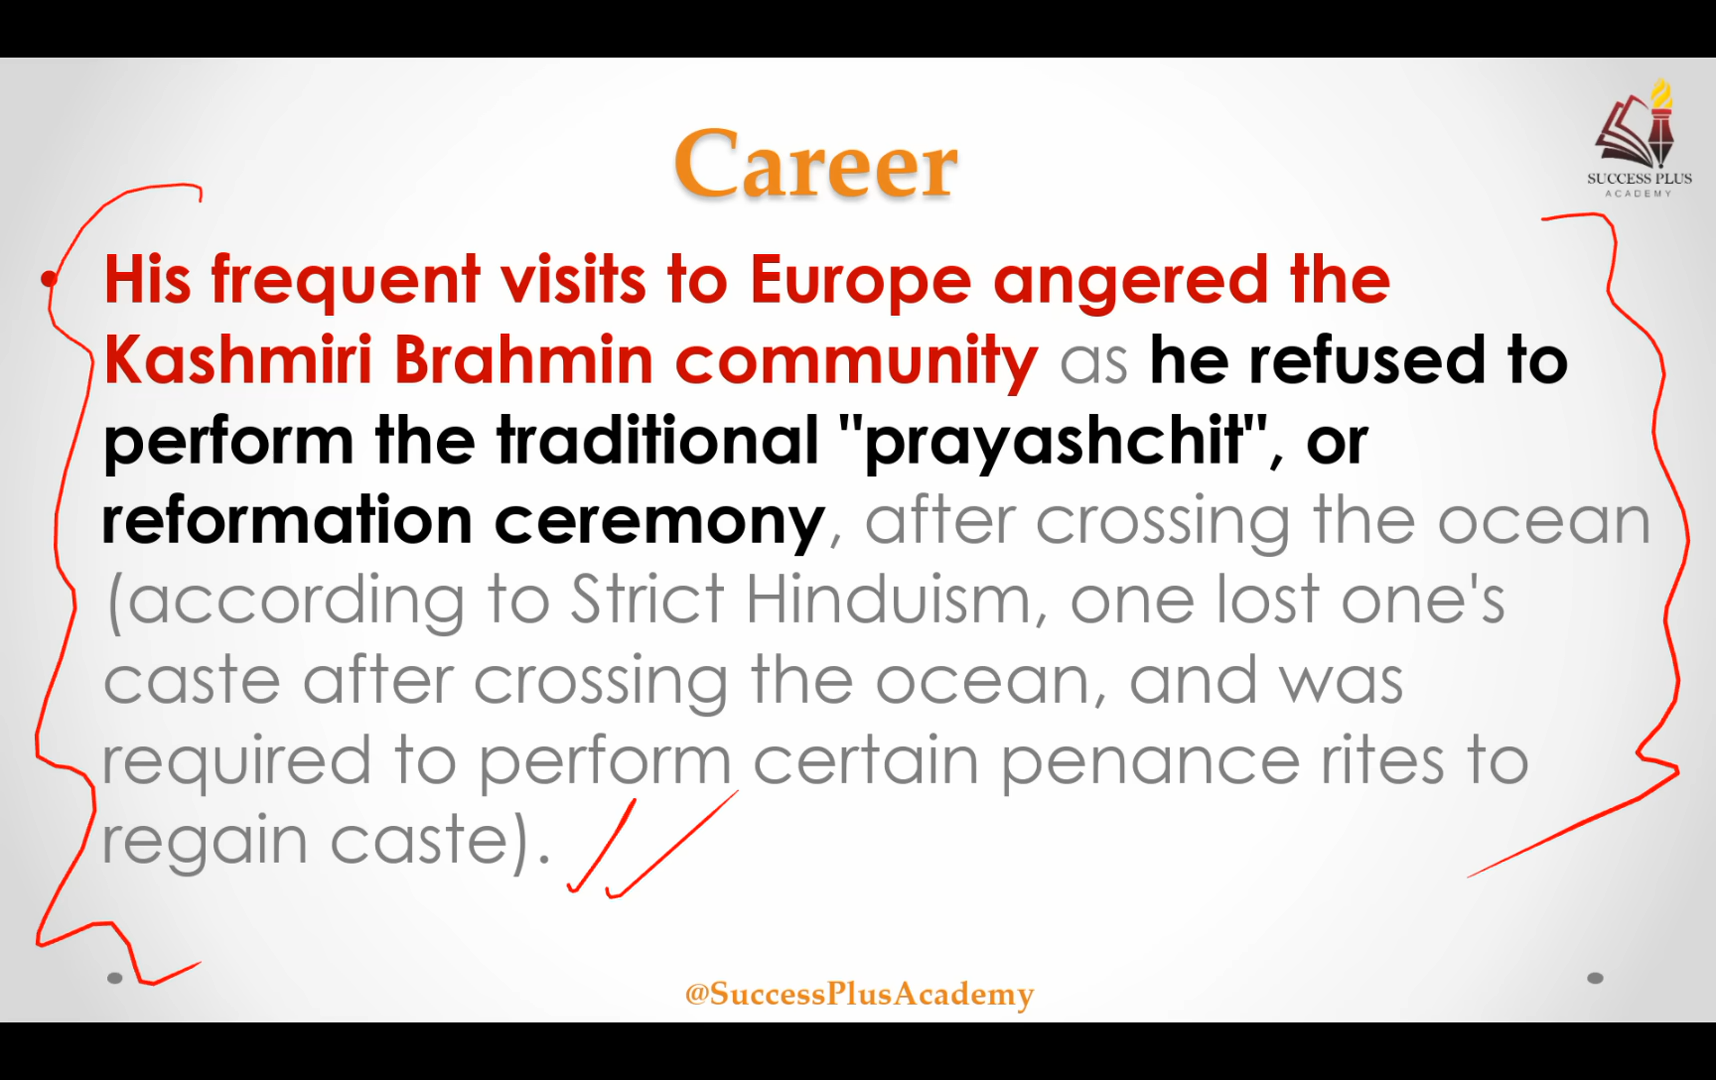 SUCCESS PLUS
ACADEMY
Career
• His frequent visits to Europe angered the
Kashmiri Brahmin community as he refused to
perform the traditional "prayashchit", or
reformation ceremony, after crossing the ocean
(according to Strict Hinduism, one lost one's
caste after crossing the ocean, and was
required to perform certain penance rites to
regain caste).
@SuccessPlusAcademy